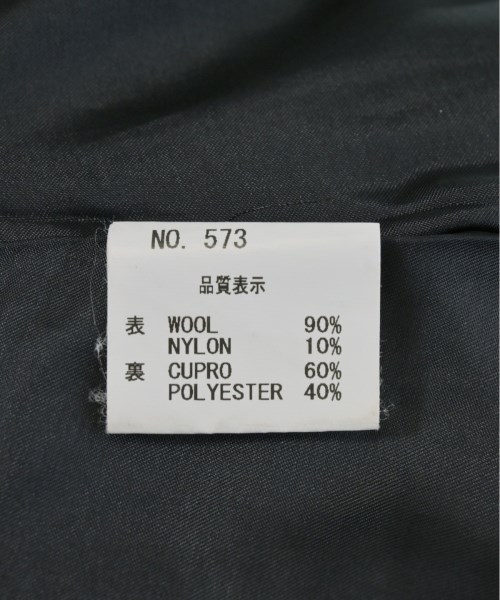 NO. 573
品質表示
表 WOOL 90%
NYLON 10%
裏 CUPRO 60%
POLYESTER 40%